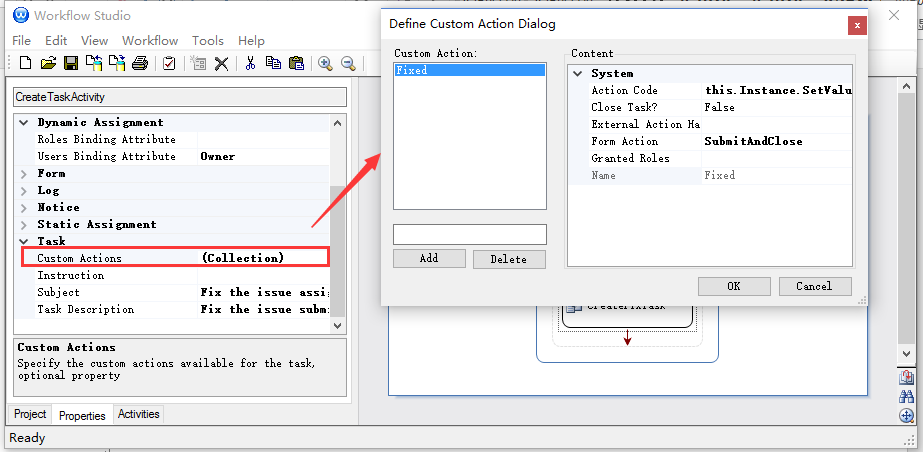 Workflow Studio
File Edit View Workflow Tools Help
CreateTaskActivity
Dynamic Assignment
Roles Binding Attribute
Users Binding Attribute Owner
Form
Log
Notice
Static Assignment
Task
Custom Actions (Collection)
Instruction
Subject Fix the issue assi
Task Description Fix the issue subm
Custom Actions
Specify the custom actions available for the task,
optional property
Project Properties Activities
Ready
Define Custom Action Dialog
Custom Action:
Fixed
Add Delete
Content
System
Action Code this.Instance.SetValu
Close Task? False
External Action Ha
Form Action SubmitAndClose
Granted Roles
Name Fixed
OK Cancel
CreateFixTask